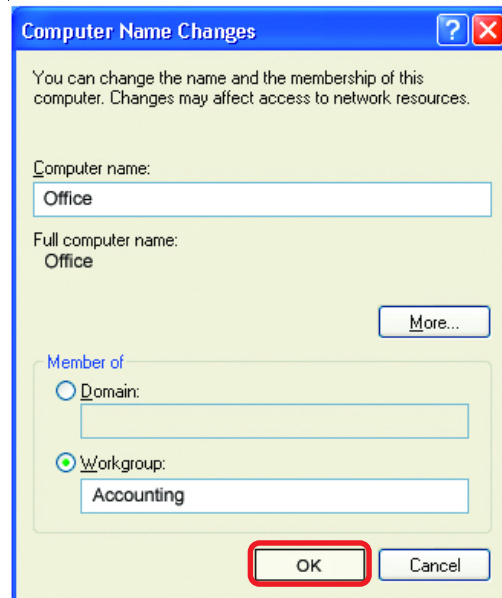 Computer Name Changes
You can change the name and the membership of this
computer. Changes may affect access to network resources.
Computer name:
Office
Full computer name:
Office
More...
Member of
Domain:
Workgroup:
Accounting
OK
Cancel